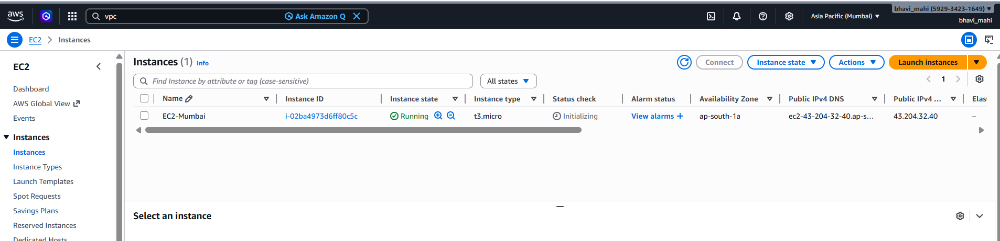 aws
vpc
Ask Amazon Q
Asia Pacific (Mumbai)
bhavi_mahi (5929-3423-1649)
bhavi_mahi
EC2 > Instances
EC2
Dashboard
AWS Global View
Events
Instances
Instances
Instance Types
Launch Templates
Spot Requests
Savings Plans
Reserved Instances
Dedicated Hosts
Instances (1) Info
Connect
Instance state
Actions
Launch instances
Find Instance by attribute or tag (case-sensitive)
All states
1
Name Instance ID Instance state Instance type Status check Alarm status Availability Zone Public IPv4 DNS Public IPv4 ... Elas
EC2-Mumbai i-02ba4973d6ff80c5c Running t3.micro Initializing View alarms + ap-south-1a ec2-43-204-32-40.ap-s... 43.204.32.40 –
Select an instance